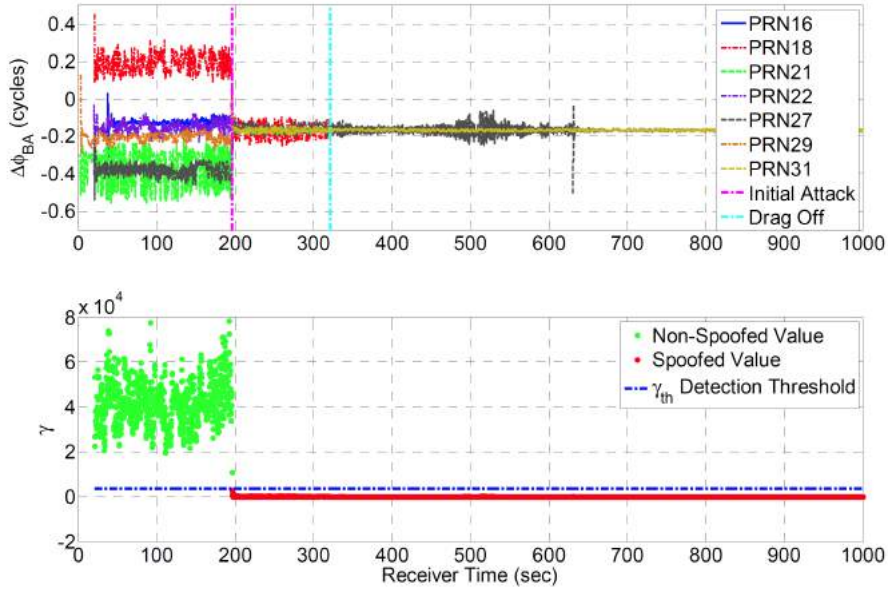 0.4
0.2
0
-0.2
-0.4
-0.6
Δϕ_BA (cycles)
0 100 200 300 400 500 600 700 800 900 1000
PRN16
PRN18
PRN21
PRN22
PRN27
PRN29
PRN31
Initial Attack
Drag Off
x 10^4
8
6
4
2
0
-2
γ
0 100 200 300 400 500 600 700 800 900 1000
Receiver Time (sec)
Non-Spoofed Value
Spoofed Value
γ_th Detection Threshold